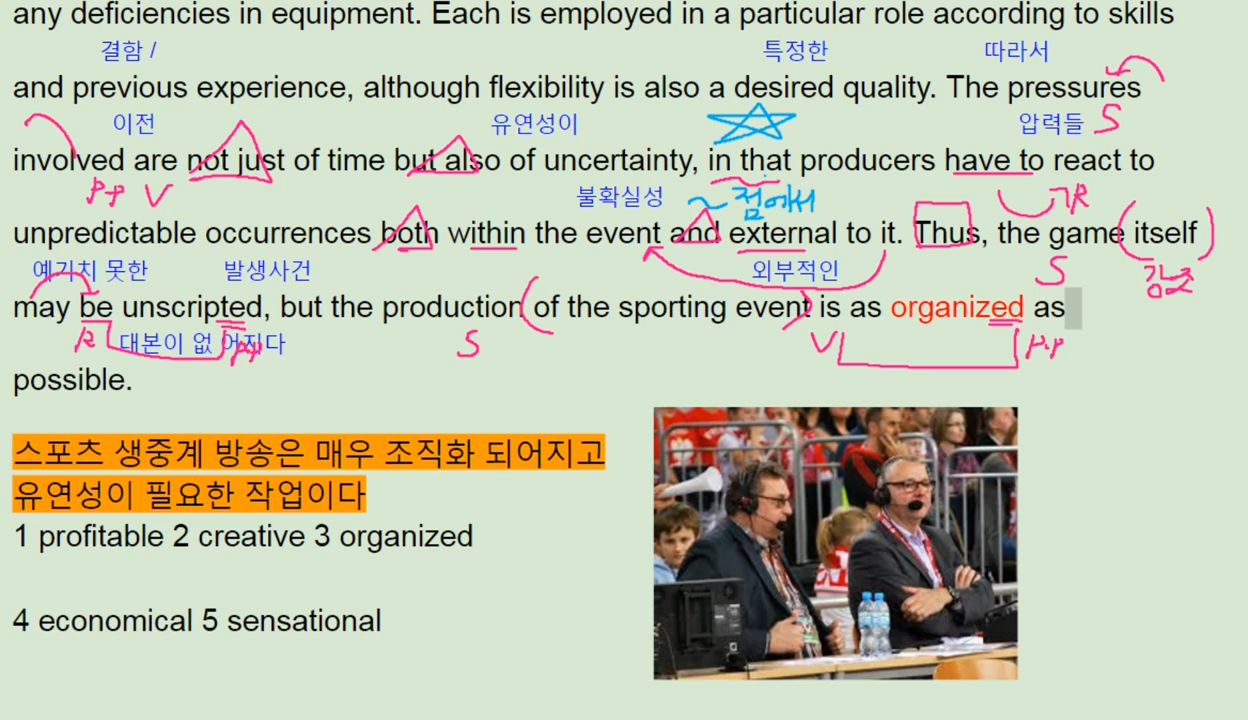 any deficiencies in equipment. Each is employed in a particular role according to skills
결함 / 특정한 따라서
and previous experience, although flexibility is also a desired quality. The pressures
이전 유연성이 압력들 S
involved are not just of time but also of uncertainty, in that producers have to react to
P.P V 불확실성 ~점에서 R
unpredictable occurrences both within the event and external to it. Thus, the game itself
예기치 못한 발생사건 외부적인 S 강조
may be unscripted, but the production of the sporting event is as organized as
R 대본이 없 어지다 PP S V P.P
possible.
스포츠 생중계 방송은 매우 조직화 되어지고
유연성이 필요한 작업이다
1 profitable 2 creative 3 organized
4 economical 5 sensational